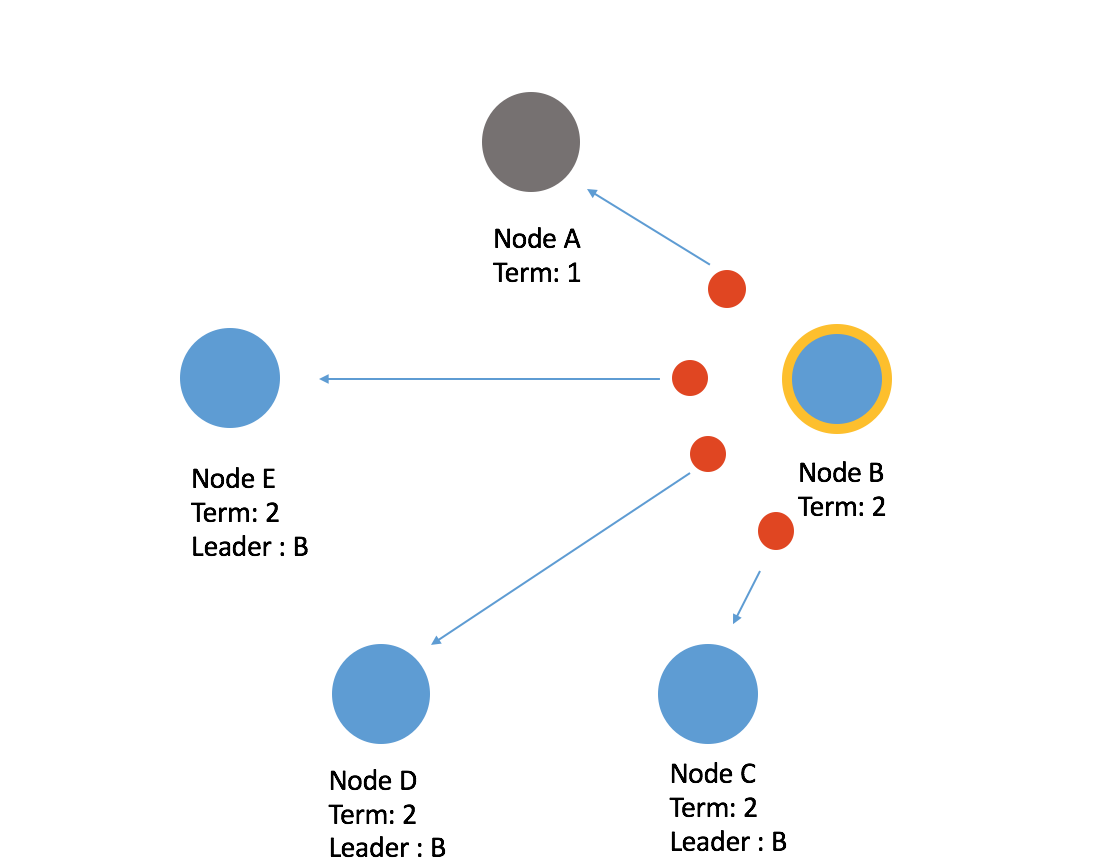 Node A
Term: 1
Node B
Term: 2
Node E
Term: 2
Leader : B
Node D
Term: 2
Leader : B
Node C
Term: 2
Leader : B